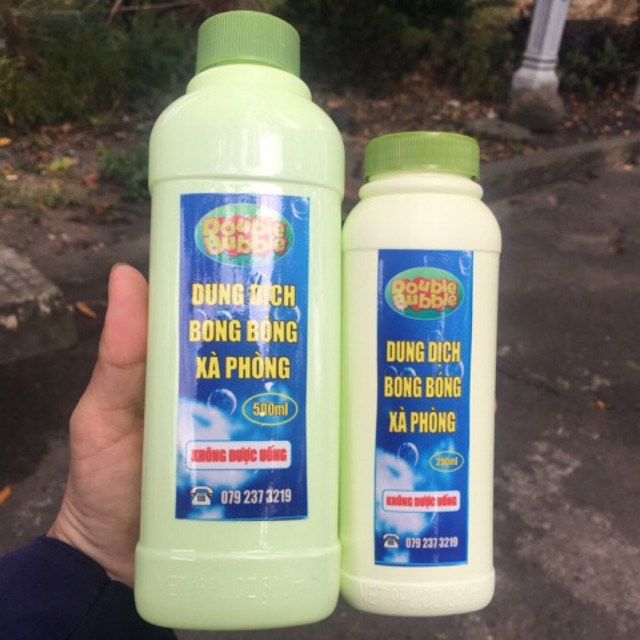 Double
Bubble
DUNG DỊCH
BONG BÓNG
XÀ PHÒNG
500ml
KHÔNG ĐƯỢC UỐNG
079 237 3219
Double
Bubble
DUNG DỊCH
BONG BÓNG
XÀ PHÒNG
250ml
KHÔNG ĐƯỢC UỐNG
079 237 3219